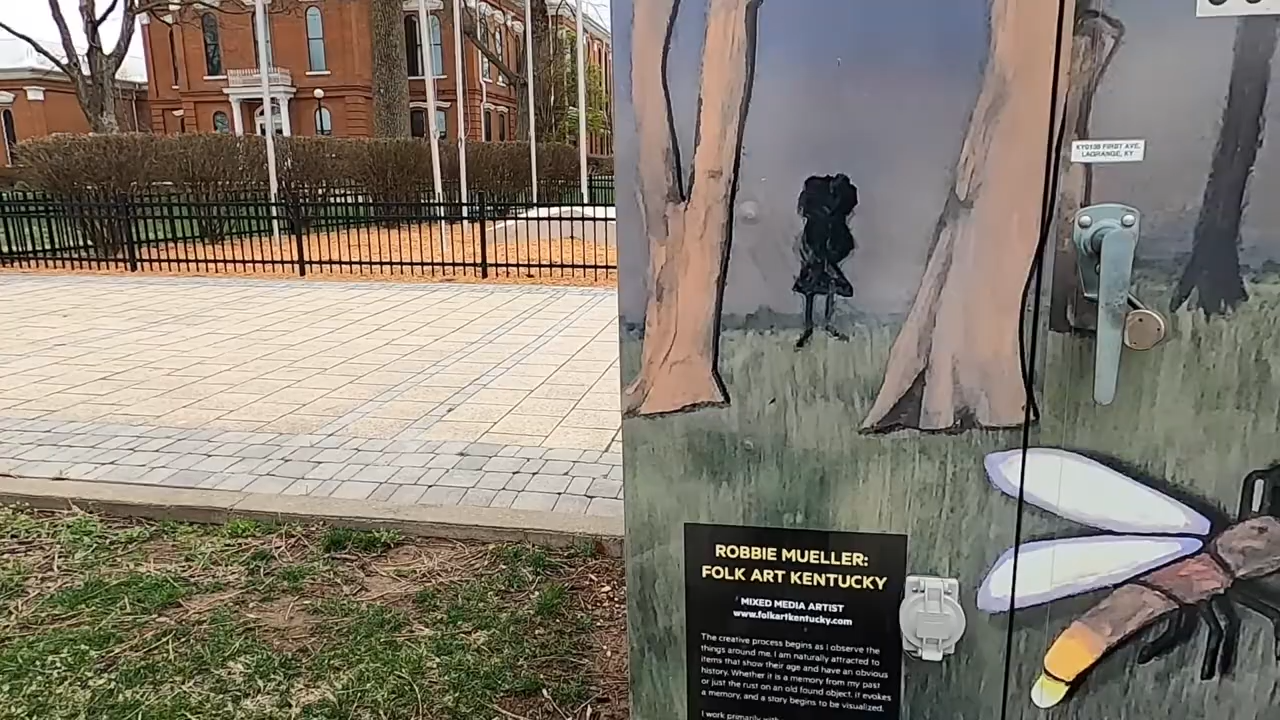 KY0139 FIRST AVE.
LAGRANGE, KY
ROBBIE MUELLER:
FOLK ART KENTUCKY
MIXED MEDIA ARTIST
www.folkartkentucky.com
The creative process begins as I observe the
things around me. I am naturally attracted to
items that show their age and have an obvious
history. Whether it is a memory from my past
or just the rust on an old found object, it evokes
a memory, and a story begins to be visualized.
I work primarily with